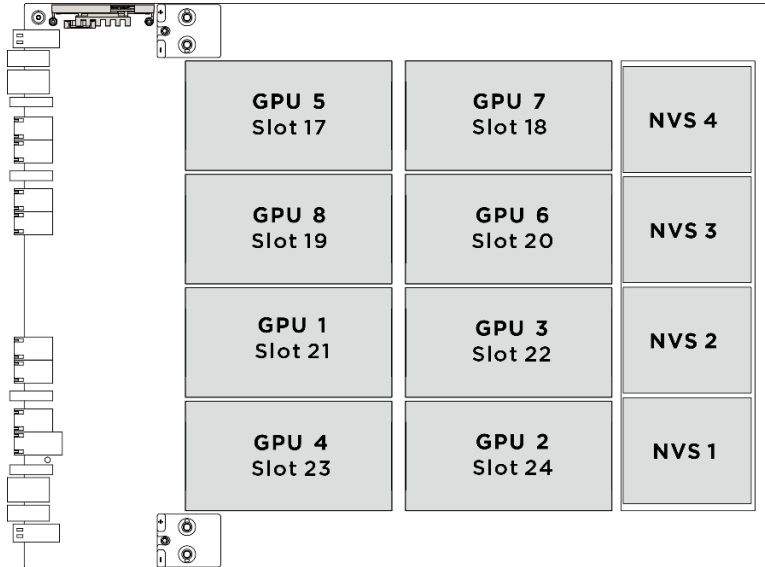 GPU 5
Slot 17
GPU 7
Slot 18
NVS 4
GPU 8
Slot 19
GPU 6
Slot 20
NVS 3
GPU 1
Slot 21
GPU 3
Slot 22
NVS 2
GPU 4
Slot 23
GPU 2
Slot 24
NVS 1